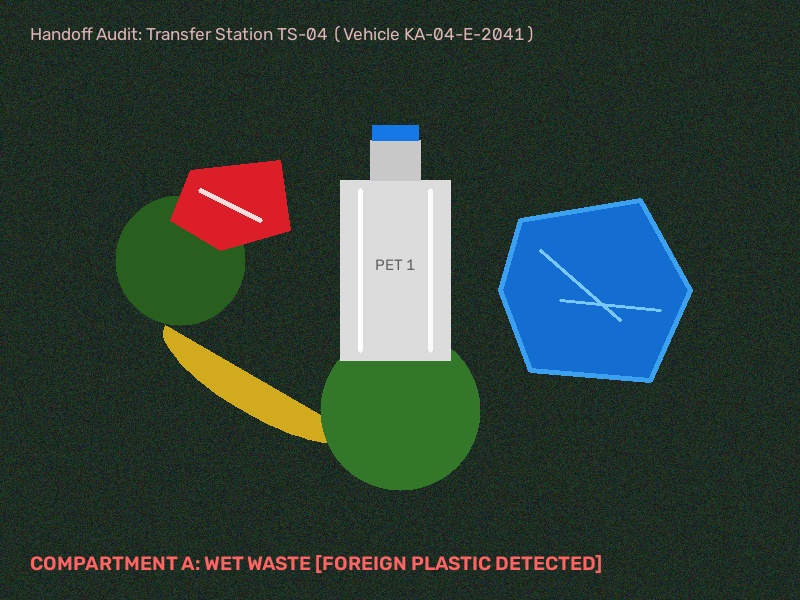 Handoff Audit: Transfer Station TS-04 (Vehicle KA-04-E-2041)
PET 1
COMPARTMENT A: WET WASTE [FOREIGN PLASTIC DETECTED]